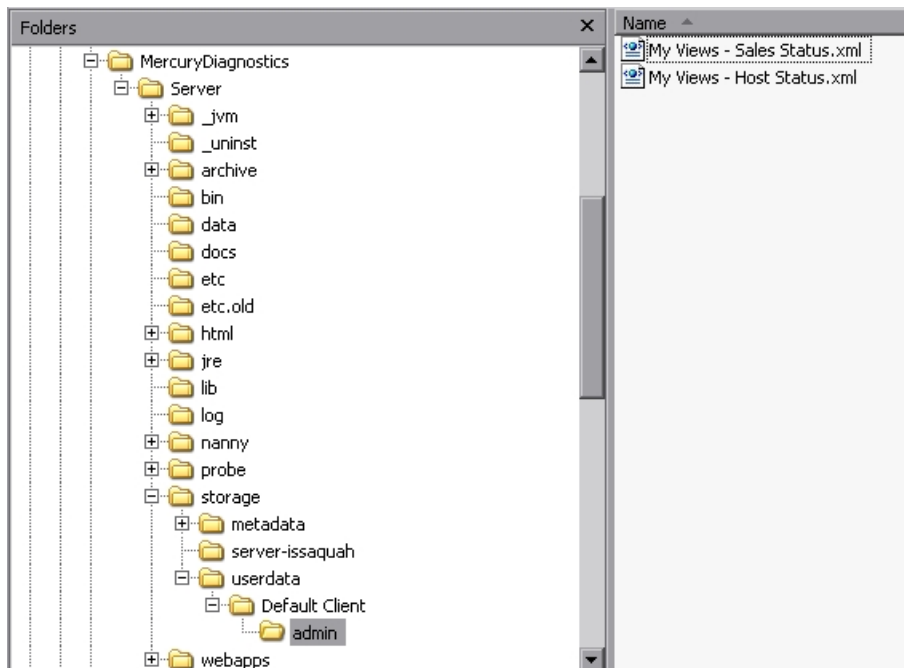 Folders
MercuryDiagnostics
Server
_jvm
_uninst
archive
bin
data
docs
etc
etc.old
html
jre
lib
log
nanny
probe
storage
metadata
server-issaquah
userdata
Default Client
admin
webapps
Name
My Views - Sales Status.xml
My Views - Host Status.xml